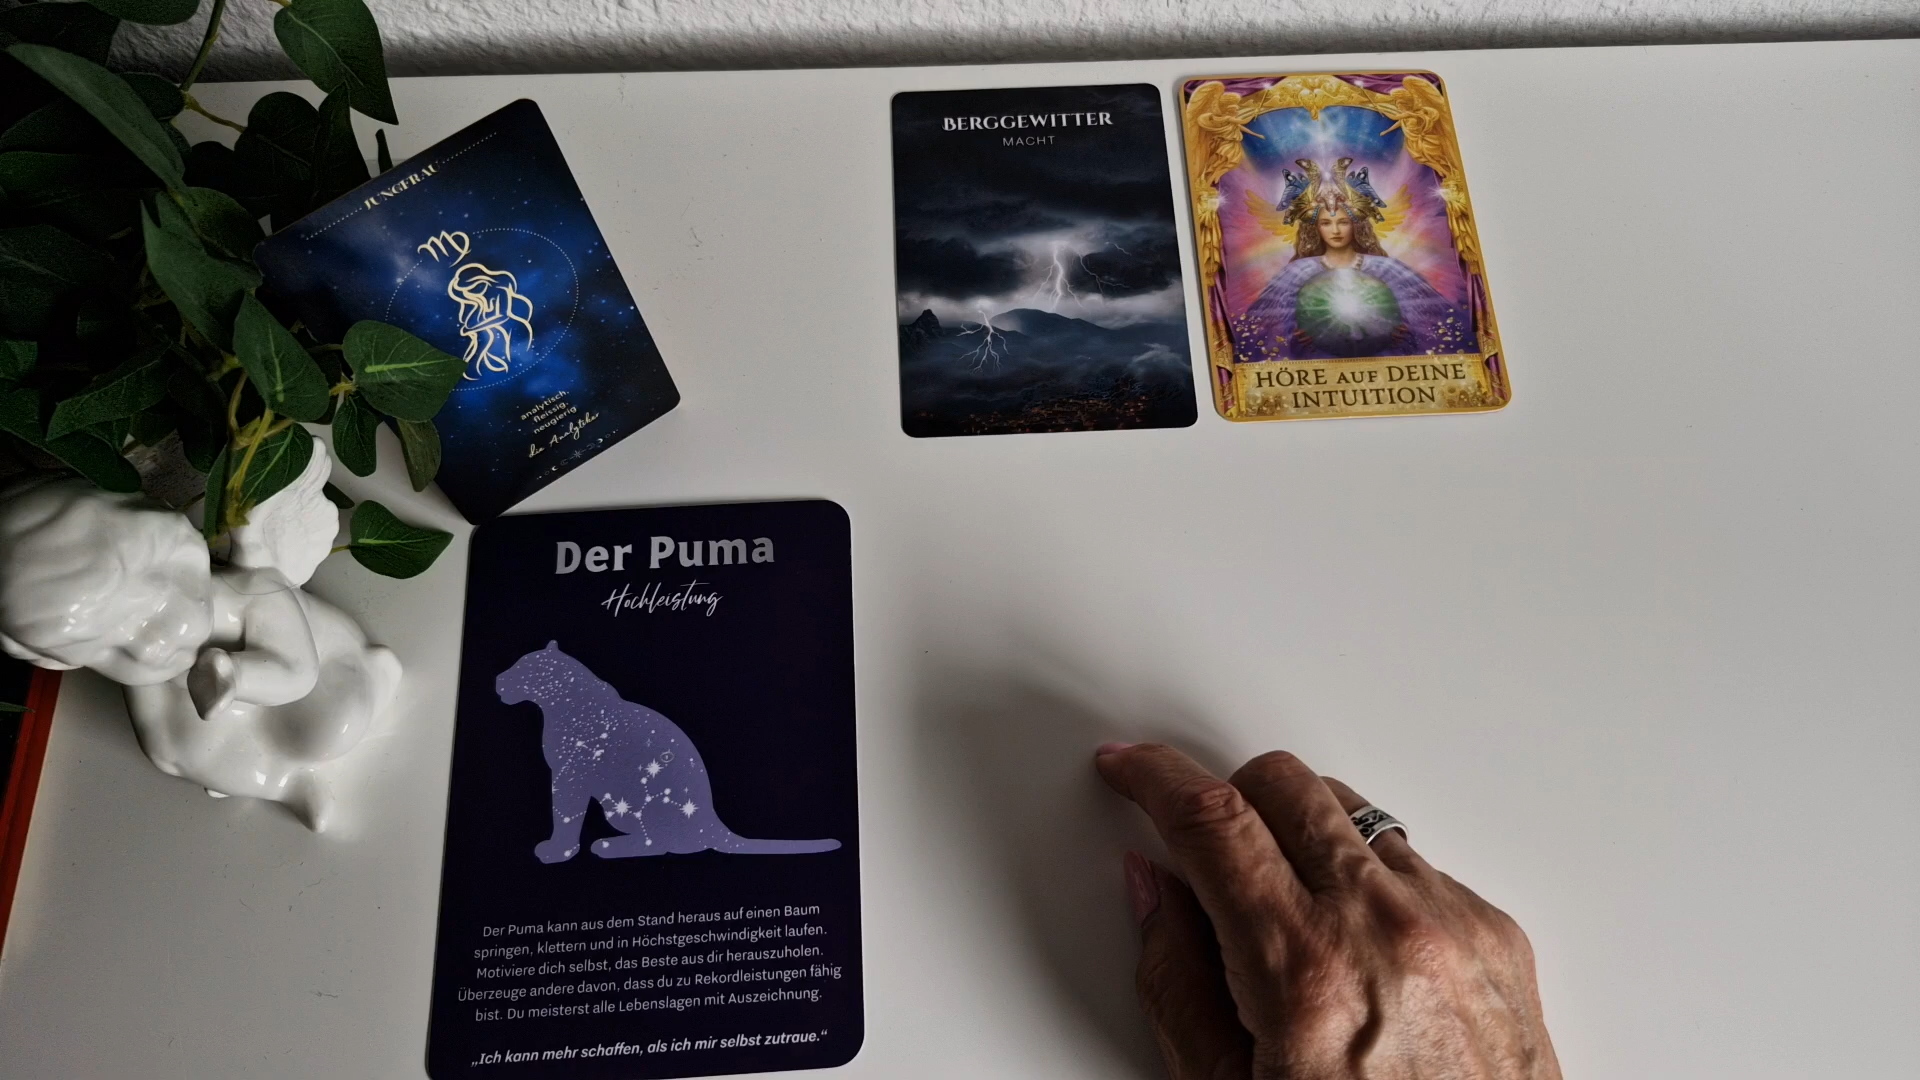 JUNGFRAU
analytisch,
fleissig,
neugierig
die Analytiker
BERGGEWITTER
MACHT
HÖRE AUF DEINE
INTUITION
Der Puma
Hochleistung
Der Puma kann aus dem Stand heraus auf einen Baum
springen, klettern und in Höchstgeschwindigkeit laufen.
Motiviere dich selbst, das Beste aus dir herauszuholen.
Überzeuge andere davon, dass du zu Rekordleistungen fähig
bist. Du meisterst alle Lebenslagen mit Auszeichnung.
„Ich kann mehr schaffen, als ich mir selbst zutraue.“